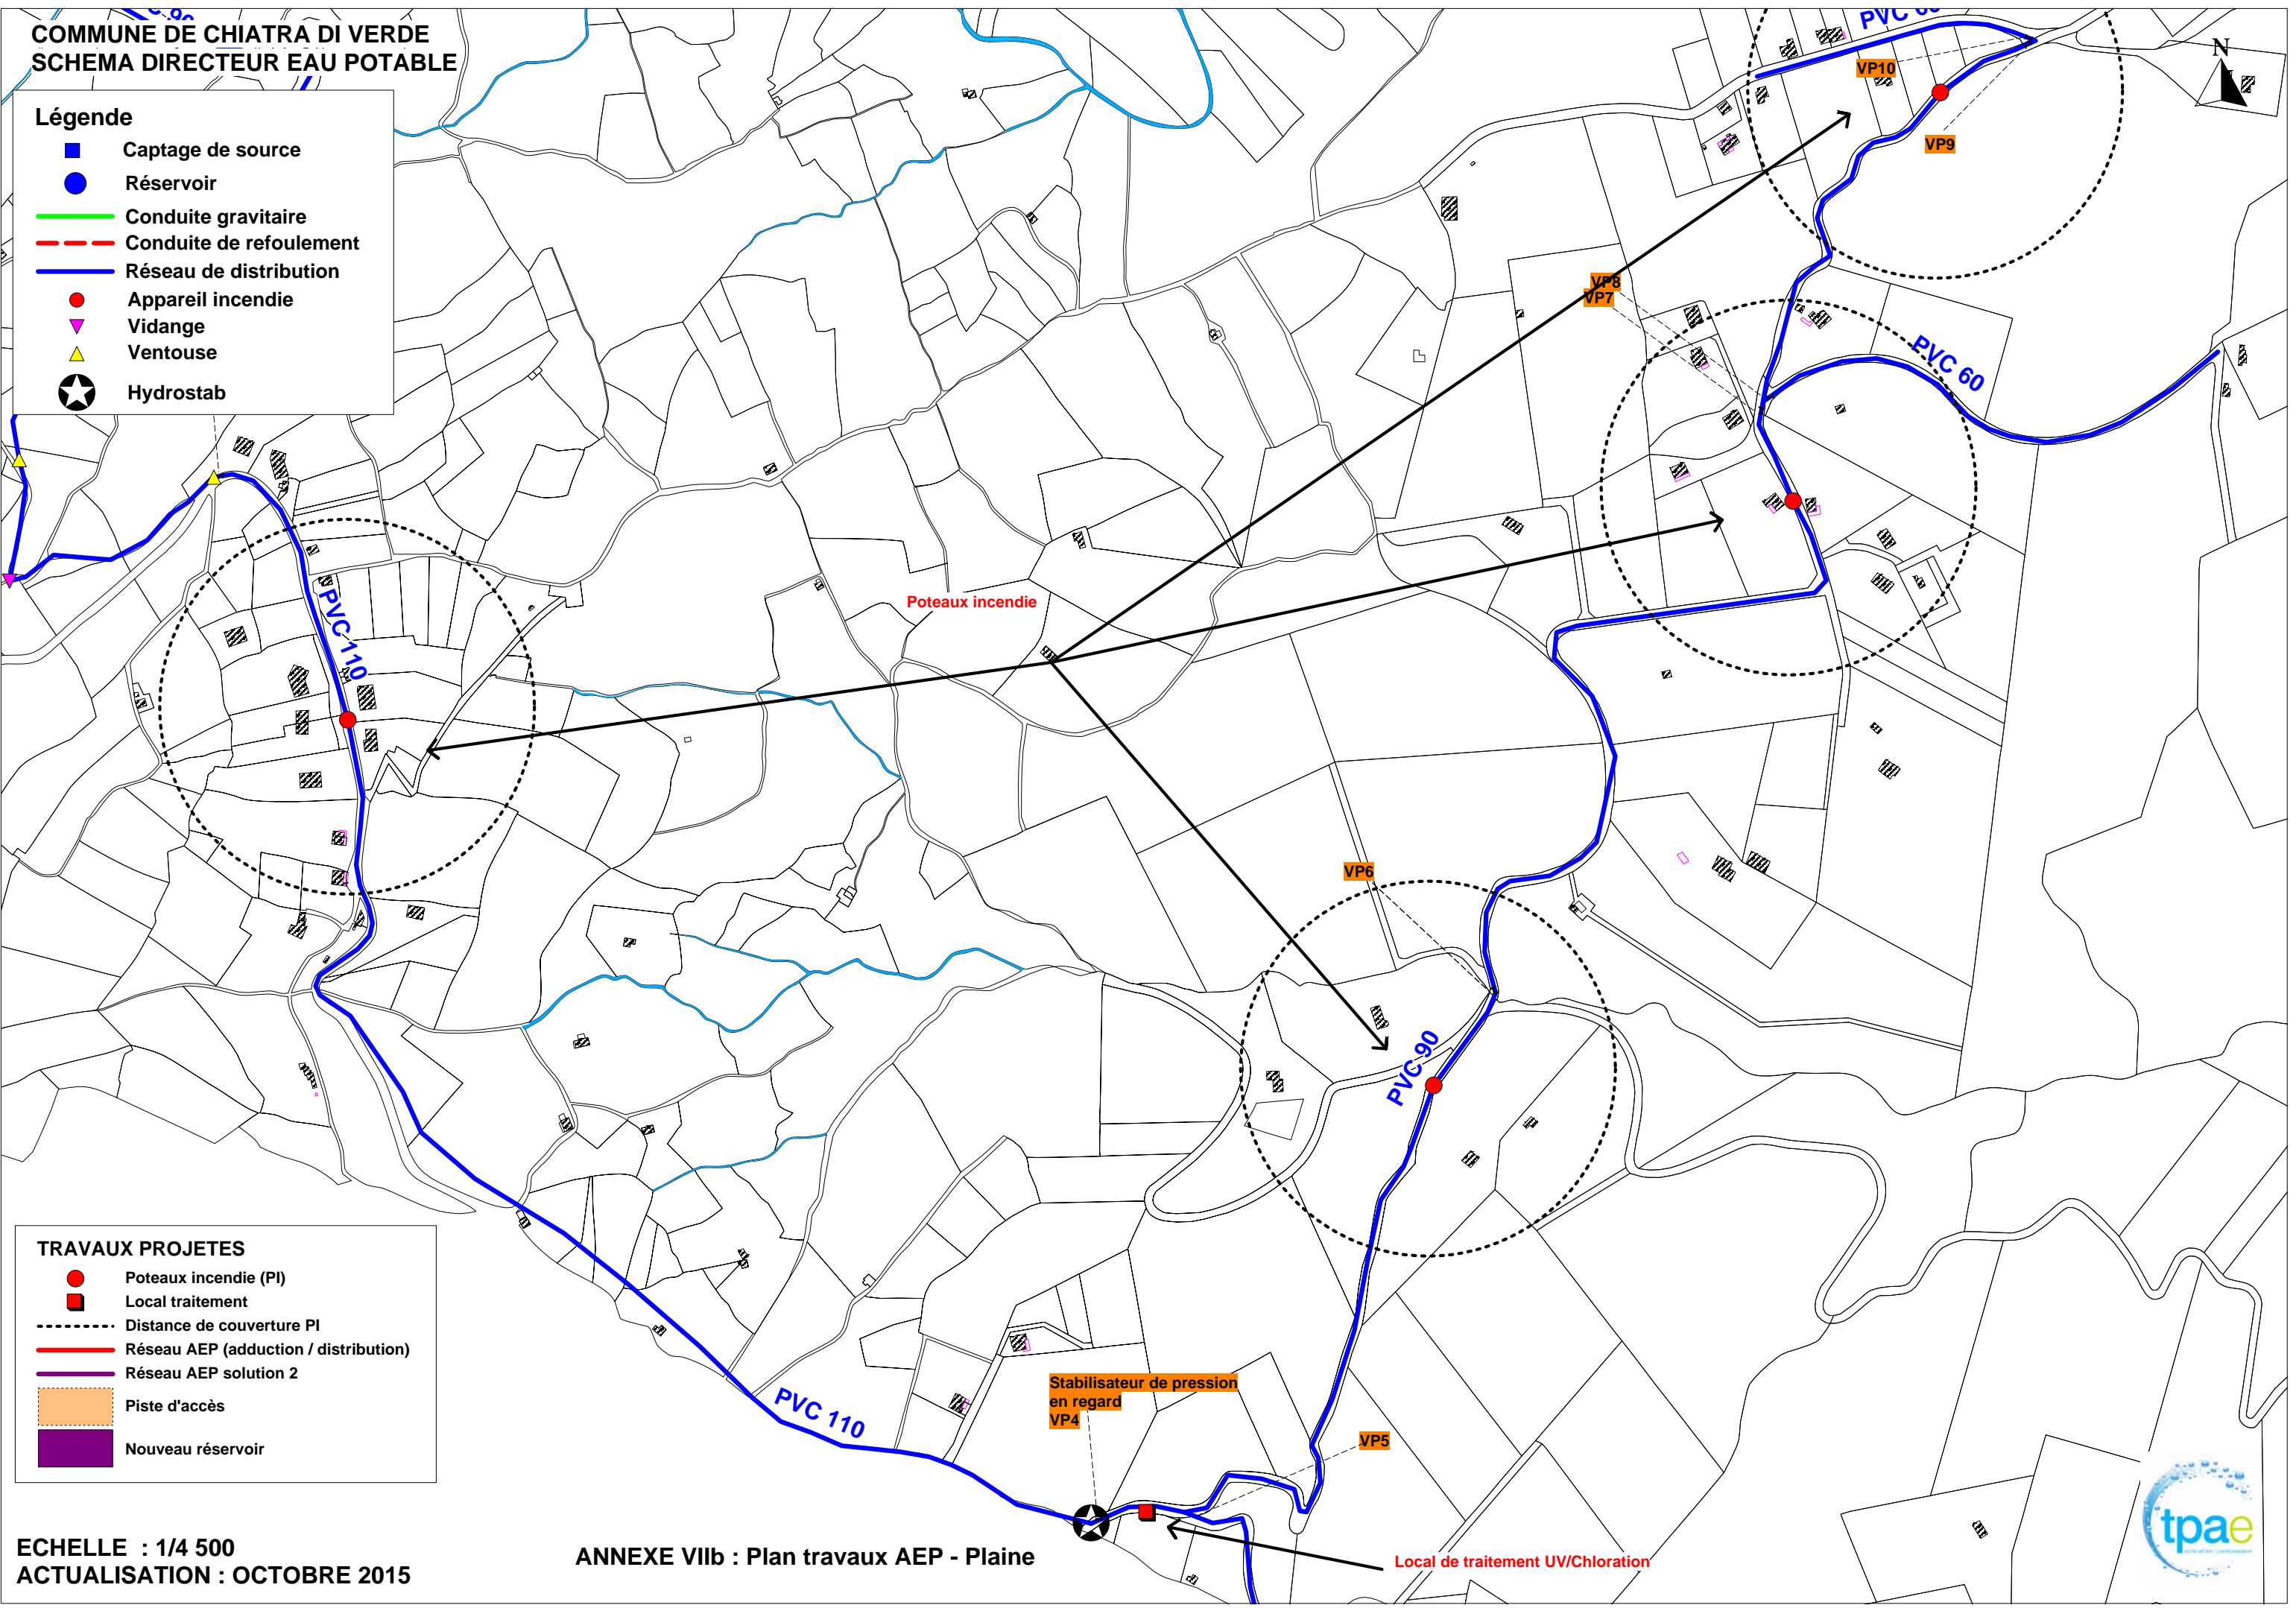 COMMUNE DE CHIATRA DI VERDE
SCHEMA DIRECTEUR EAU POTABLE
Légende
Captage de source
Réservoir
Conduite gravitaire
Conduite de refoulement
Réseau de distribution
Appareil incendie
Vidange
Ventouse
Hydrostab
N
VP10
VP9
VP8
VP7
PVC 60
PVC 110
Poteaux incendie
VP6
PVC 90
PVC 110
Stabilisateur de pression
en regard
VP4
VP5
Local de traitement UV/Chloration
TRAVAUX PROJETES
Poteaux incendie (PI)
Local traitement
Distance de couverture PI
Réseau AEP (adduction / distribution)
Réseau AEP solution 2
Piste d'accès
Nouveau réservoir
ECHELLE : 1/4 500
ACTUALISATION : OCTOBRE 2015
ANNEXE VIIb : Plan travaux AEP - Plaine
tpae